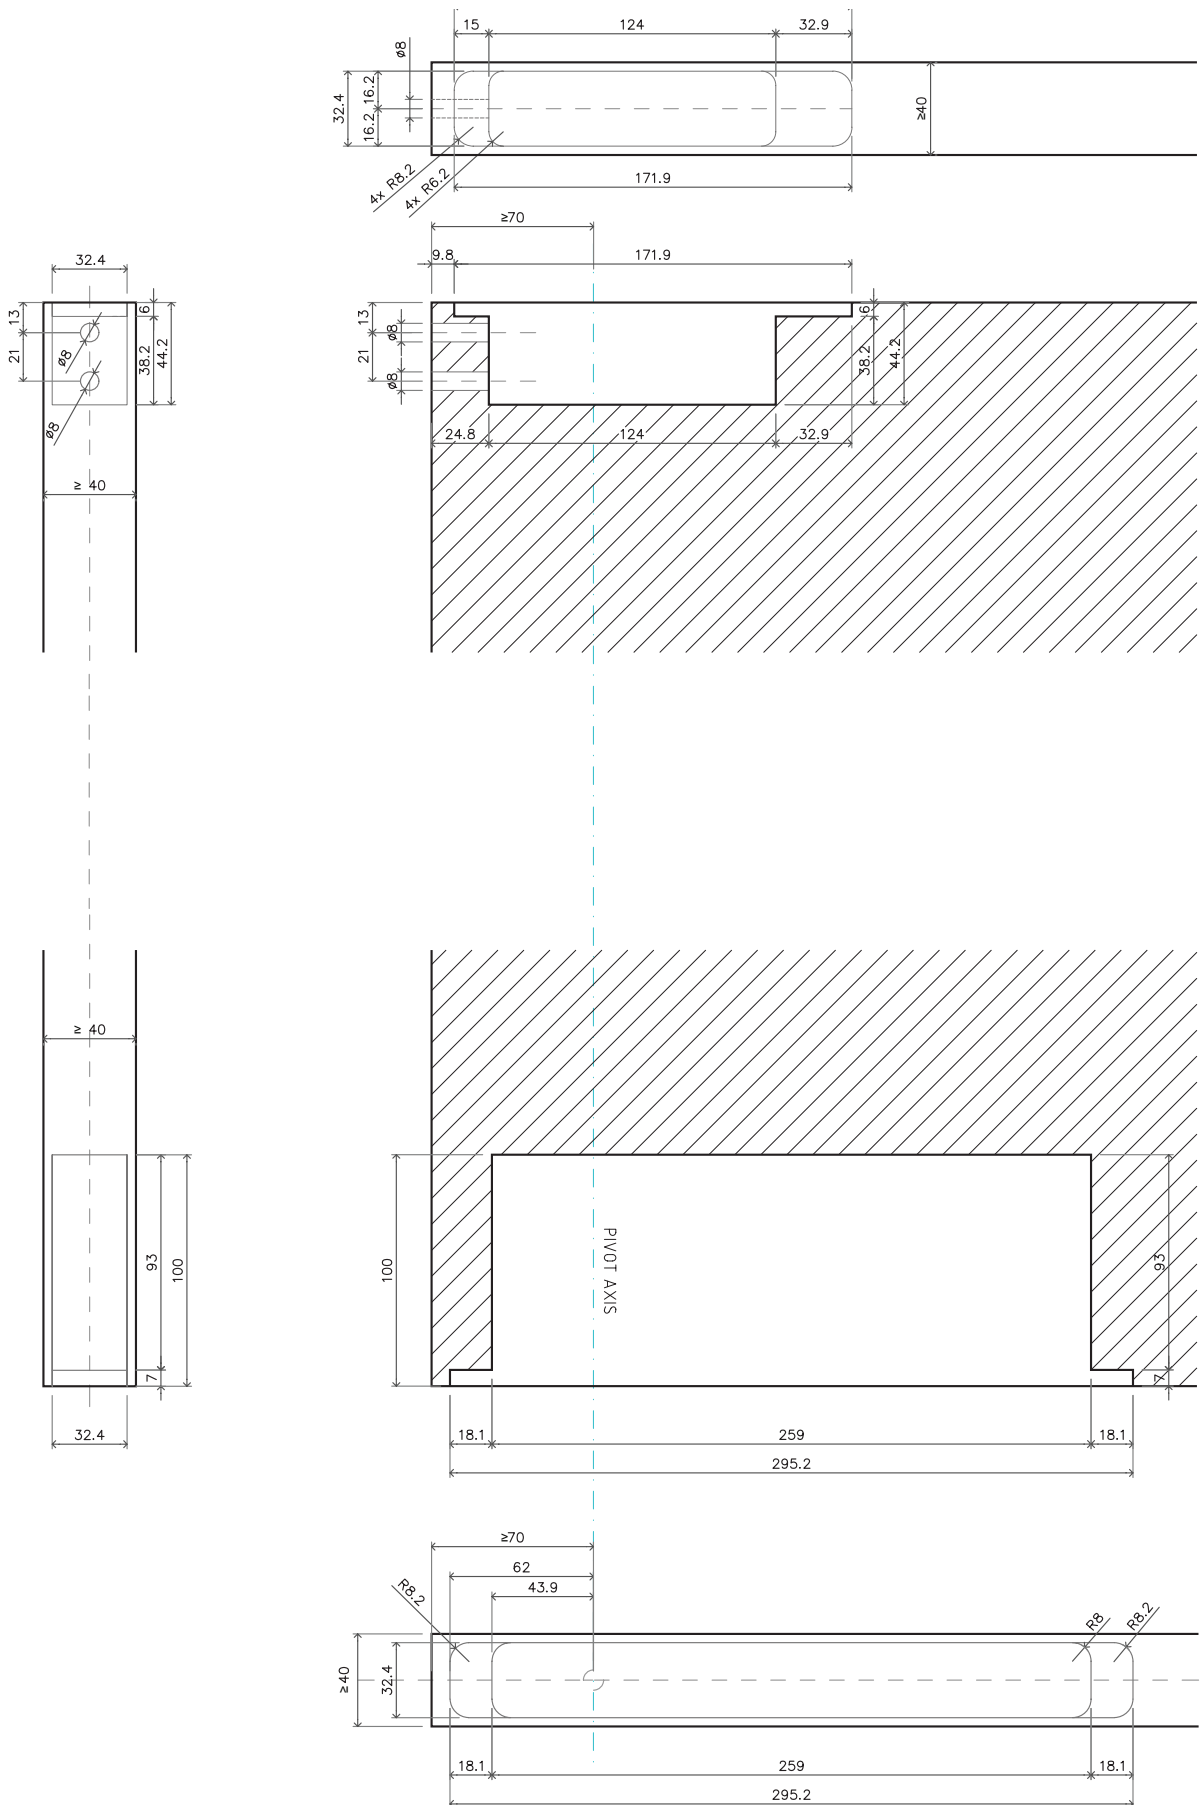 15 124 32.9
ø8
32.4
16.2
16.2
≥40
4x R8.2
4x R6.2
171.9
≥70
9.8 171.9
32.4
13
21
ø8
ø8
6
38.2
44.2
13
21
ø8
ø8
6
38.2
44.2
24.8 124 32.9
≥ 40
≥ 40
93
100
7
32.4
100
PIVOT AXIS
93
7
18.1 259 18.1
295.2
≥70
62
43.9
R8.2
R8
R8.2
≥40
32.4
18.1 259 18.1
295.2